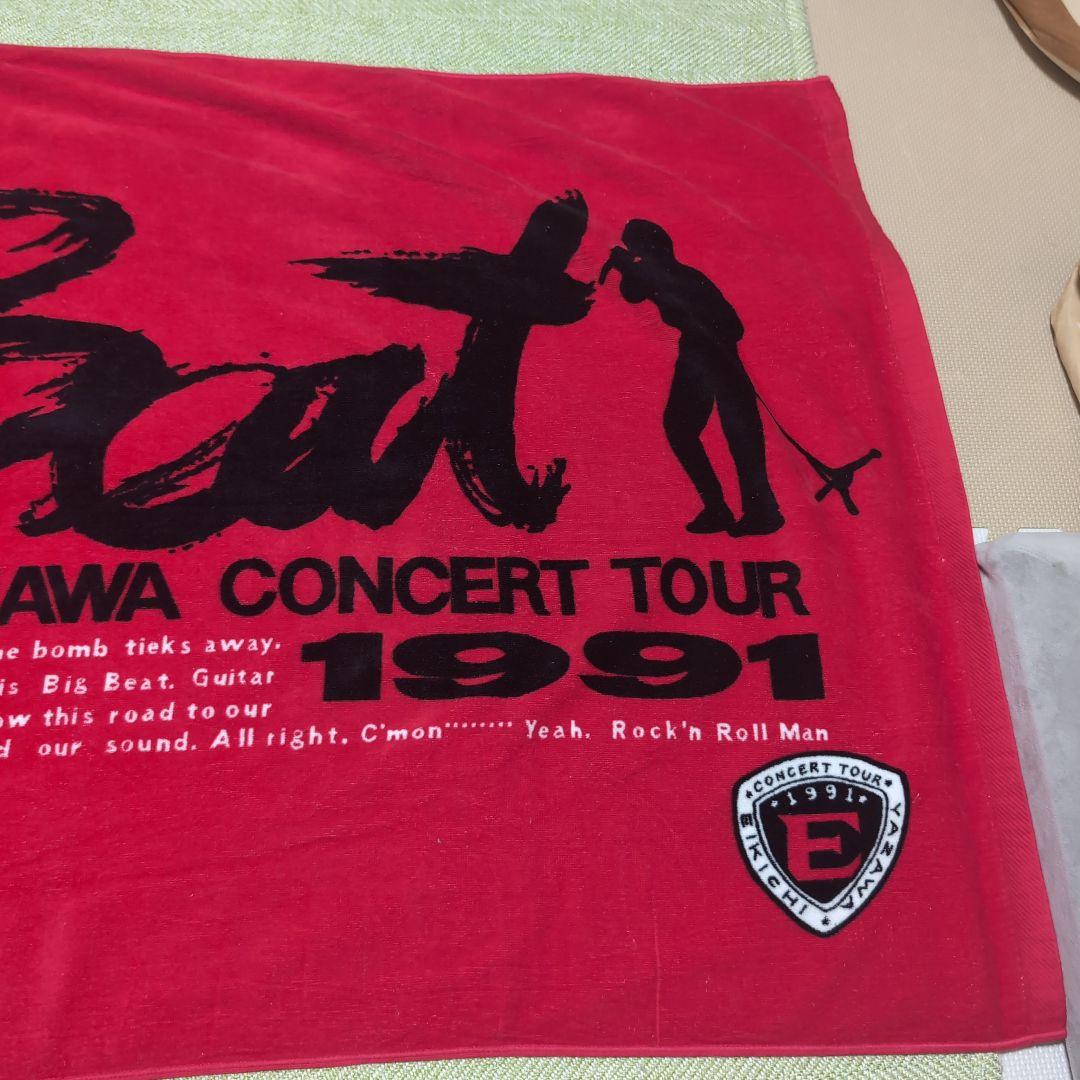 Beat
AWA CONCERT TOUR
1991
e bomb tieks away.
is Big Beat. Guitar
ow this road to our
d our sound. All right. C'mon········ Yeah. Rock'n Roll Man
★CONCERT TOUR★
★1991★
E
EIKICHI ★ YAZAWA